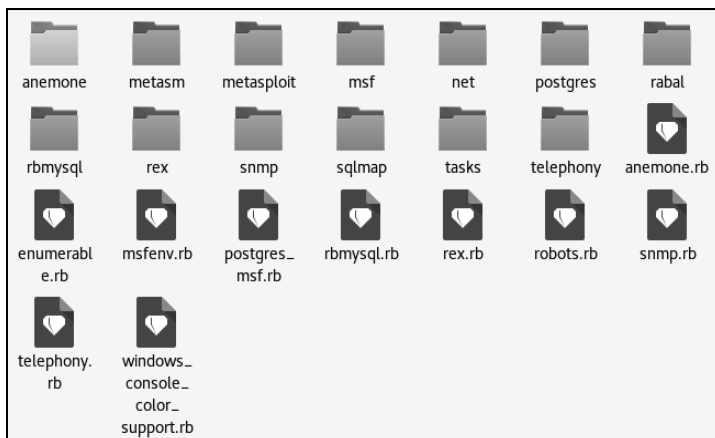 anemone metasm metasploit msf net postgres rabal
rbmysql rex snmp sqlmap tasks telephony anemone.rb
enumerabl msfenv.rb postgres_ rbmysql.rb rex.rb robots.rb snmp.rb
e.rb msf.rb
telephony. windows_
rb console_
color_
support.rb